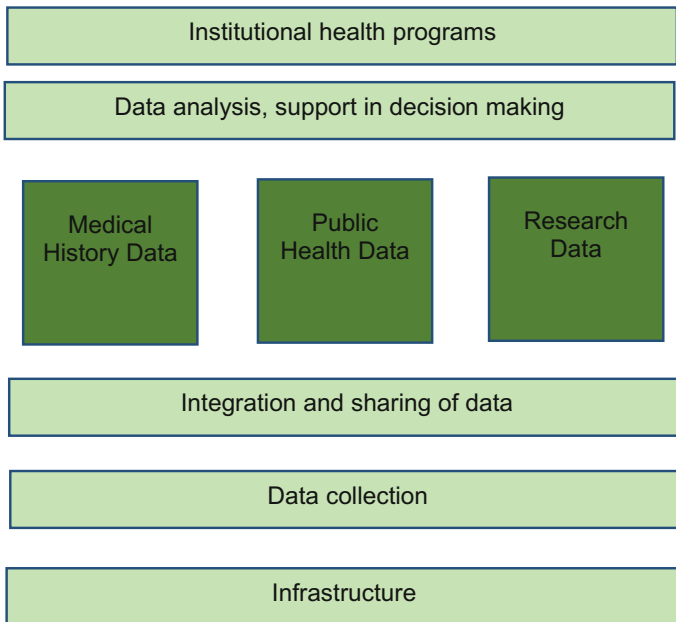 Institutional health programs
Data analysis, support in decision making
Medical
History Data
Public
Health Data
Research
Data
Integration and sharing of data
Data collection
Infrastructure